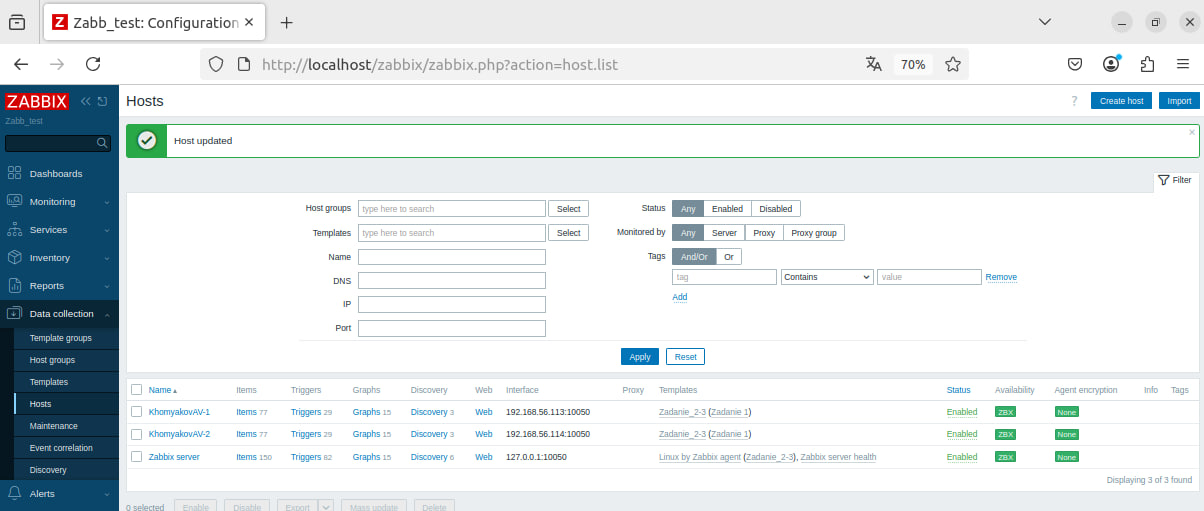 Zabb_test: Configuration
http://localhost/zabbix/zabbix.php?action=host.list
70%
ZABBIX
Zabb_test
Dashboards
Monitoring
Services
Inventory
Reports
Data collection
Template groups
Host groups
Templates
Hosts
Maintenance
Event correlation
Discovery
Alerts
Hosts
? Create host Import
Host updated
Filter
Host groups type here to search Select
Templates type here to search Select
Name
DNS
IP
Port
Status Any Enabled Disabled
Monitored by Any Server Proxy Proxy group
Tags And/Or Or
tag Contains value Remove
Add
Apply Reset
Name Items Triggers Graphs Discovery Web Interface Proxy Templates Status Availability Agent encryption Info Tags
KhomyakovAV-1 Items 77 Triggers 29 Graphs 15 Discovery 3 Web 192.168.56.113:10050 Zadanie_2-3 (Zadanie 1) Enabled ZBX None
KhomyakovAV-2 Items 77 Triggers 29 Graphs 15 Discovery 3 Web 192.168.56.114:10050 Zadanie_2-3 (Zadanie 1) Enabled ZBX None
Zabbix server Items 150 Triggers 82 Graphs 15 Discovery 6 Web 127.0.0.1:10050 Linux by Zabbix agent (Zadanie_2-3), Zabbix server health Enabled ZBX None
Displaying 3 of 3 found
0 selected Enable Disable Export Mass update Delete